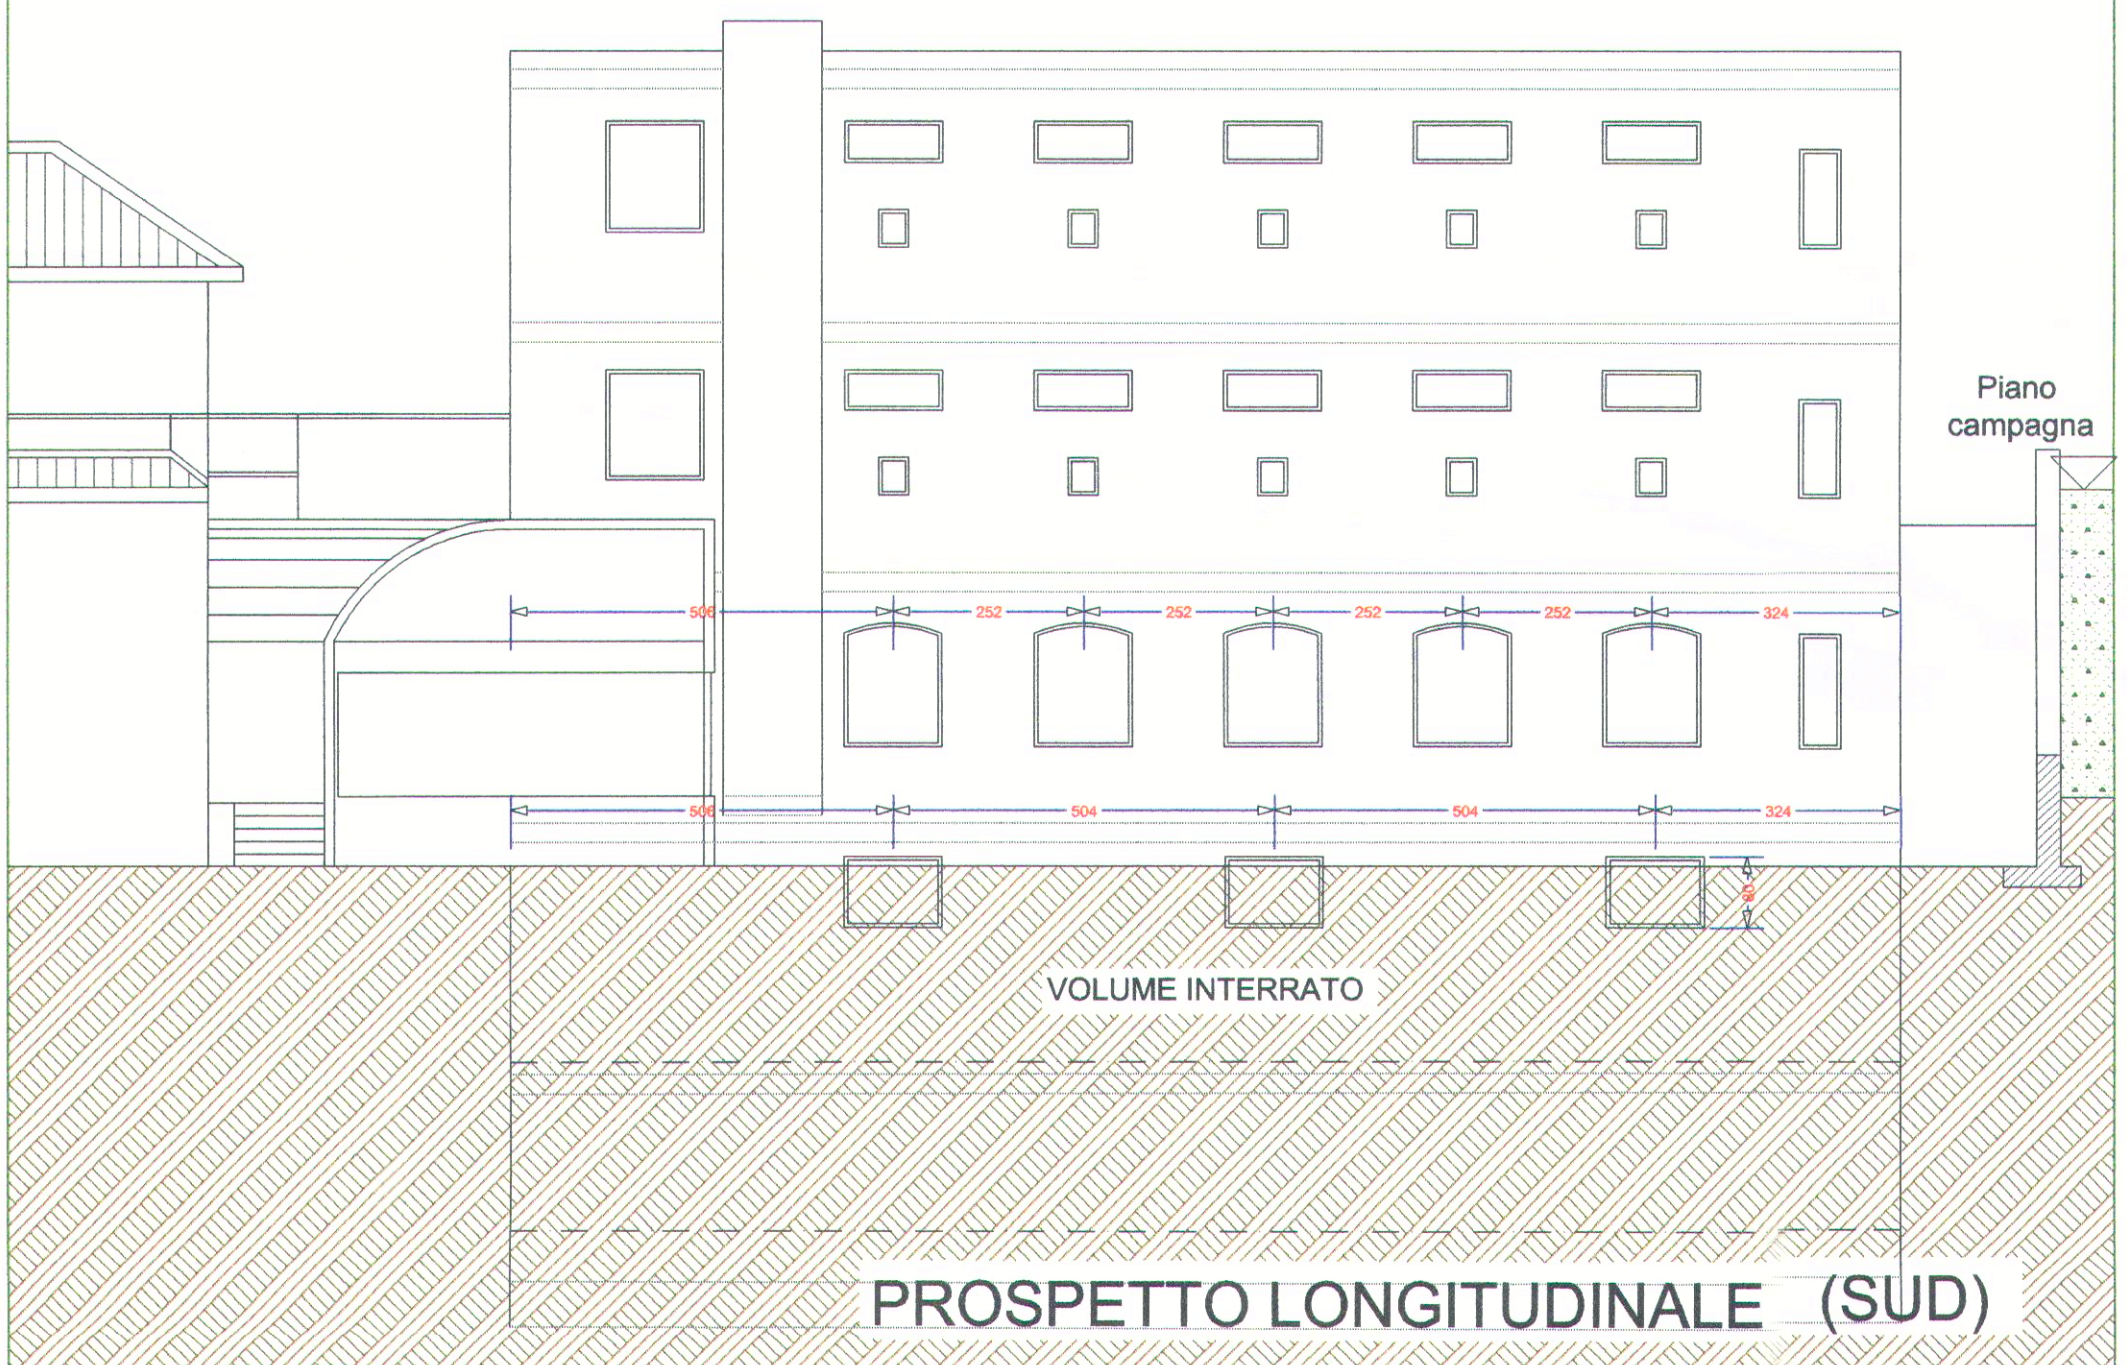 Piano
campagna
506 252 252 252 252 324
506 504 504 324
80
VOLUME INTERRATO
PROSPETTO LONGITUDINALE (SUD)